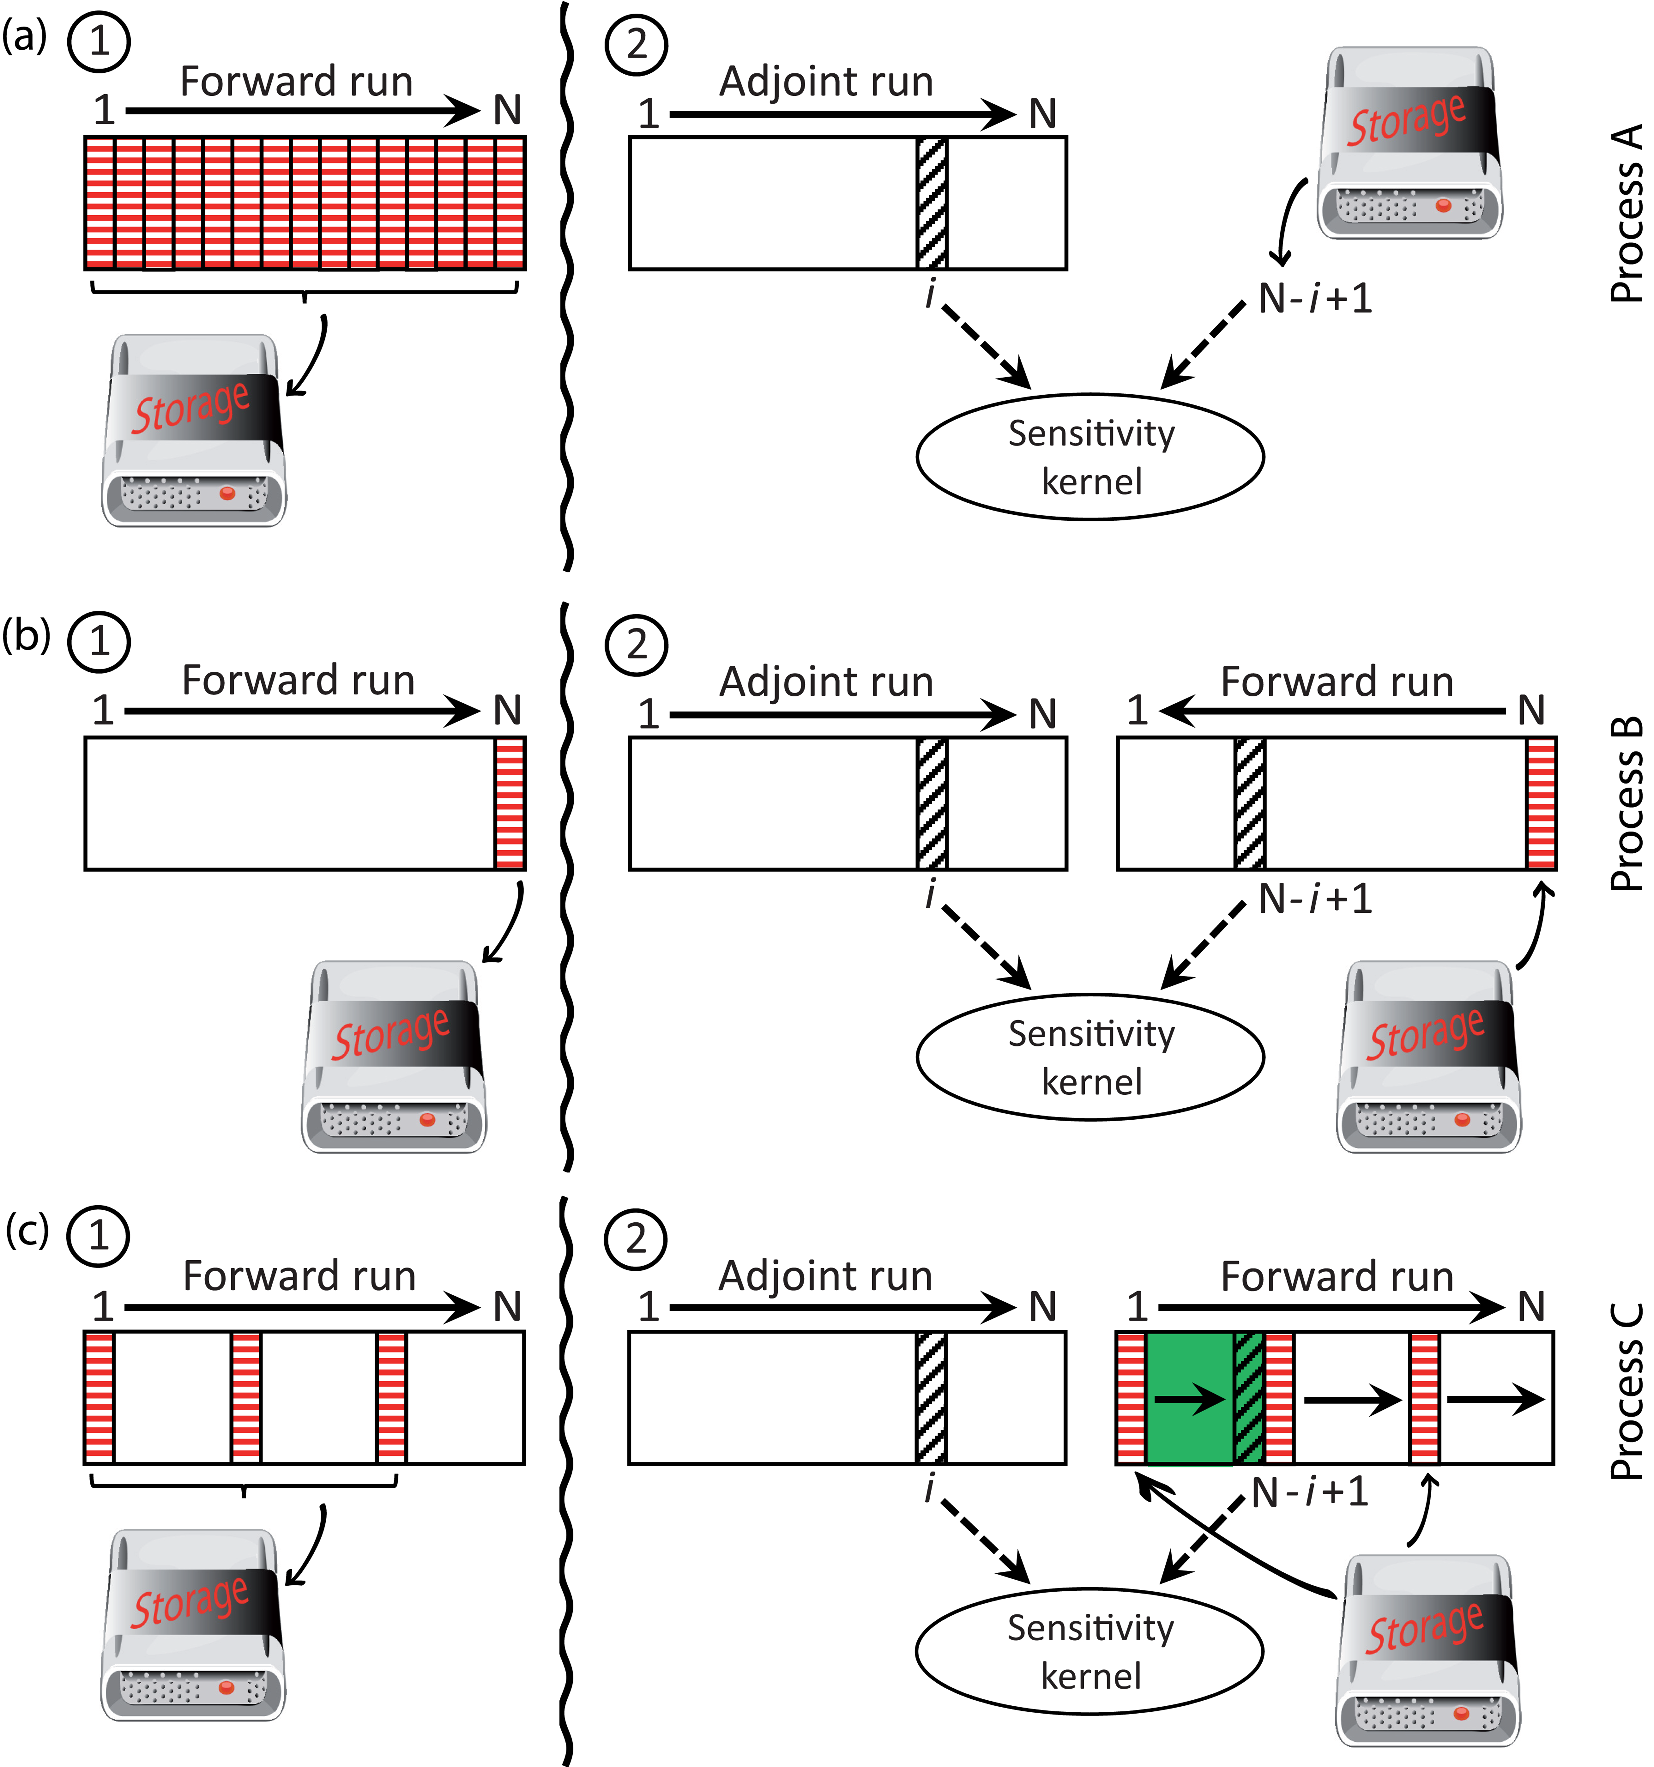 (a) 1 2
Forward run Adjoint run
1 N 1 N
Storage
Process A
i N-i+1
Storage
Sensitivity
kernel
(b) 1 2
Forward run Adjoint run Forward run
1 N 1 N 1 N
Process B
i N-i+1
Storage Sensitivity Storage
kernel
(c) 1 2
Forward run Adjoint run Forward run
1 N 1 N 1 N
Process C
i N-i+1
Storage Sensitivity Storage
kernel